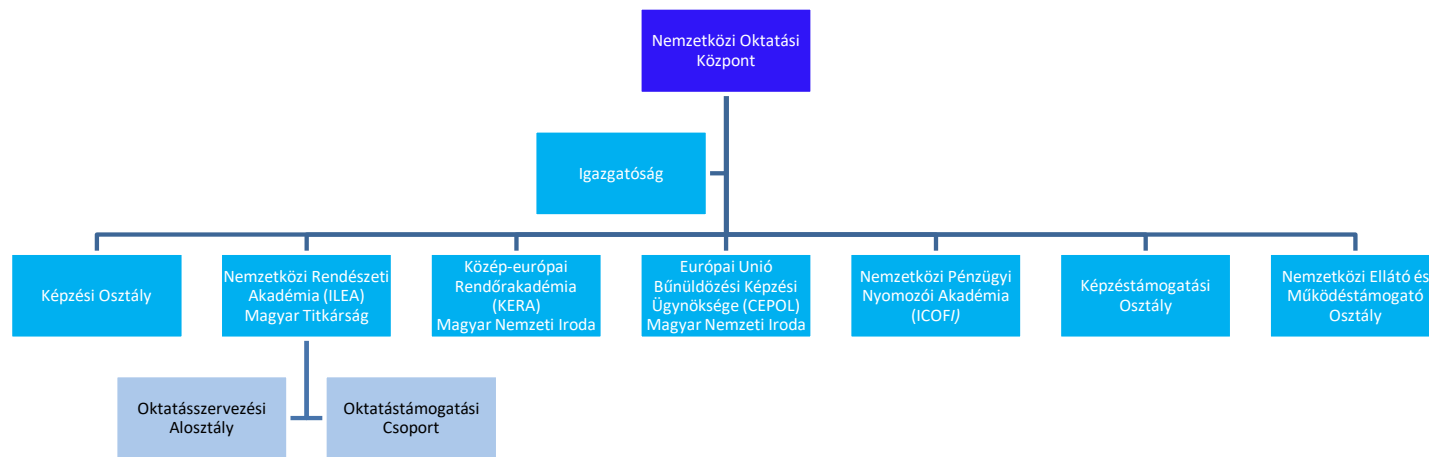 Nemzetközi Oktatási
Központ
Igazgatóság
Képzési Osztály
Nemzetközi Rendészeti
Akadémia (ILEA)
Magyar Titkárság
Közép-európai
Rendőrakadémia
(KERA)
Magyar Nemzeti Iroda
Európai Unió
Bűnüldözési Képzési
Ügynöksége (CEPOL)
Magyar Nemzeti Iroda
Nemzetközi Pénzügyi
Nyomozói Akadémia
(ICOFI)
Képzéstámogatási
Osztály
Nemzetközi Ellátó és
Működéstámogató
Osztály
Oktatásszervezési
Alosztály
Oktatástámogatási
Csoport